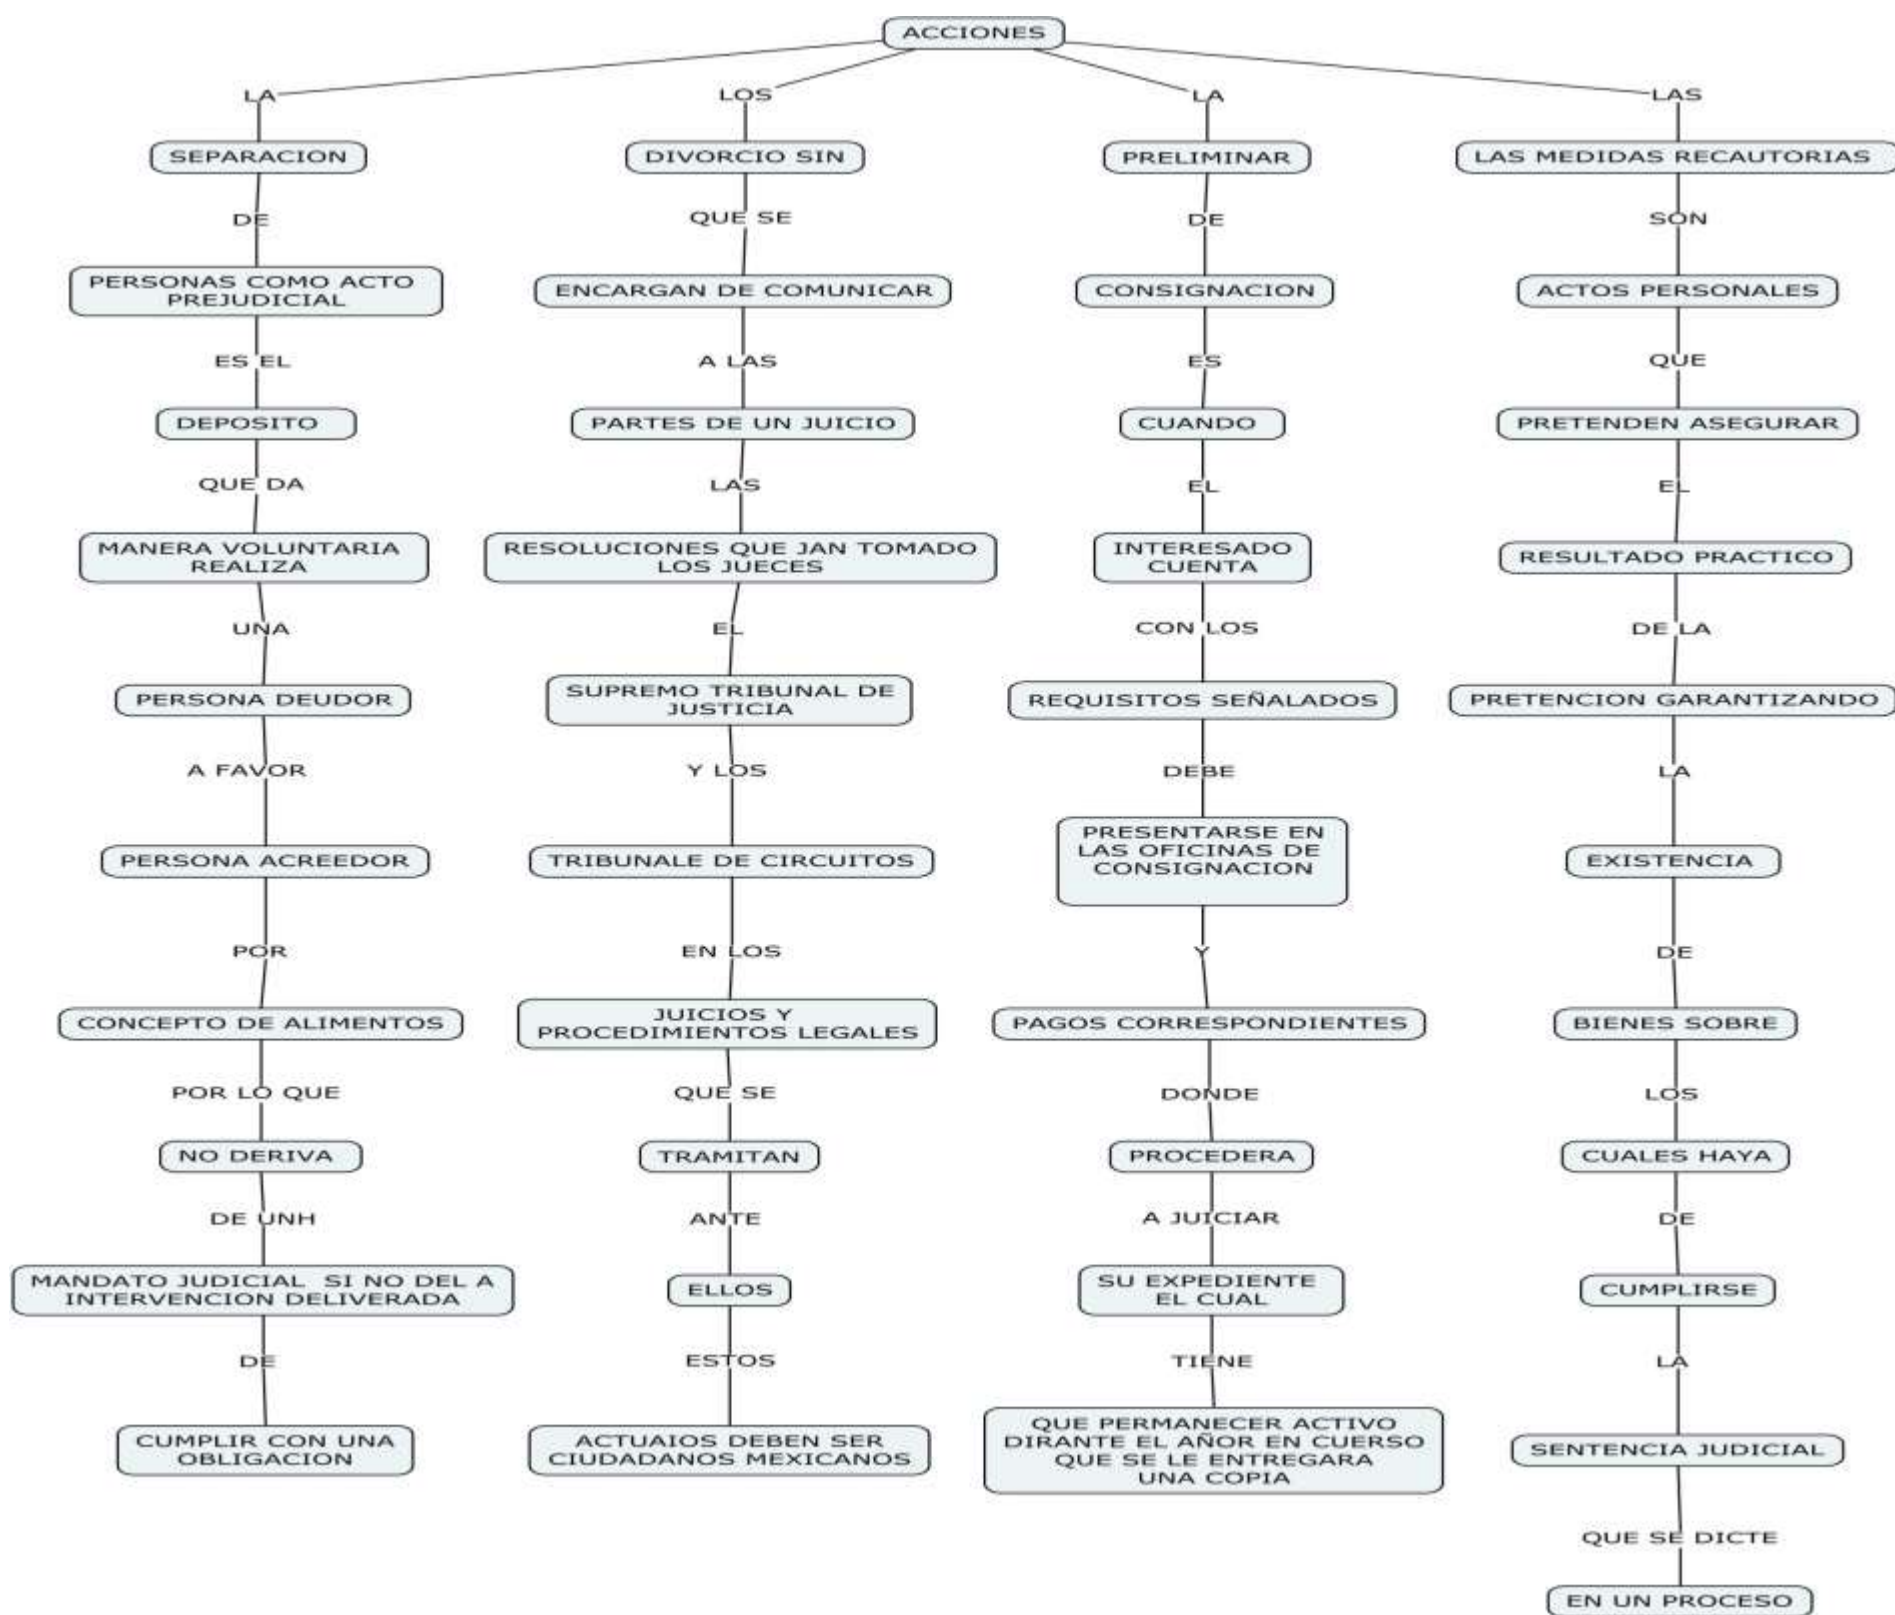 ACCIONES
LA
SEPARACION
DE
PERSONAS COMO ACTO
PREJUDICIAL
ES EL
DEPOSITO
QUE DA
MANERA VOLUNTARIA
REALIZA
UNA
PERSONA DEUDOR
A FAVOR
PERSONA ACREEDOR
POR
CONCEPTO DE ALIMENTOS
POR LO QUE
NO DERIVA
DE UNH
MANDATO JUDICIAL SI NO DEL A
INTERVENCION DELIVERADA
DE
CUMPLIR CON UNA
OBLIGACION
LOS
DIVORCIO SIN
QUE SE
ENCARGAN DE COMUNICAR
A LAS
PARTES DE UN JUICIO
LAS
RESOLUCIONES QUE JAN TOMADO
LOS JUECES
EL
SUPREMO TRIBUNAL DE
JUSTICIA
Y LOS
TRIBUNALE DE CIRCUITOS
EN LOS
JUICIOS Y
PROCEDIMIENTOS LEGALES
QUE SE
TRAMITAN
ANTE
ELLOS
ESTOS
ACTUAIOS DEBEN SER
CIUDADANOS MEXICANOS
LA
PRELIMINAR
DE
CONSIGNACION
ES
CUANDO
EL
INTERESADO
CUENTA
CON LOS
REQUISITOS SEÑALADOS
DEBE
PRESENTARSE EN
LAS OFICINAS DE
CONSIGNACION
Y
PAGOS CORRESPONDIENTES
DONDE
PROCEDERA
A JUICIAR
SU EXPEDIENTE
EL CUAL
TIENE
QUE PERMANECER ACTIVO
DIRANTE EL AÑOR EN CUERSO
QUE SE LE ENTREGARA
UNA COPIA
LAS
LAS MEDIDAS RECAUTORIAS
SON
ACTOS PERSONALES
QUE
PRETENDEN ASEGURAR
EL
RESULTADO PRACTICO
DE LA
PRETENCION GARANTIZANDO
LA
EXISTENCIA
DE
BIENES SOBRE
LOS
CUALES HAYA
DE
CUMPLIRSE
LA
SENTENCIA JUDICIAL
QUE SE DICTE
EN UN PROCESO